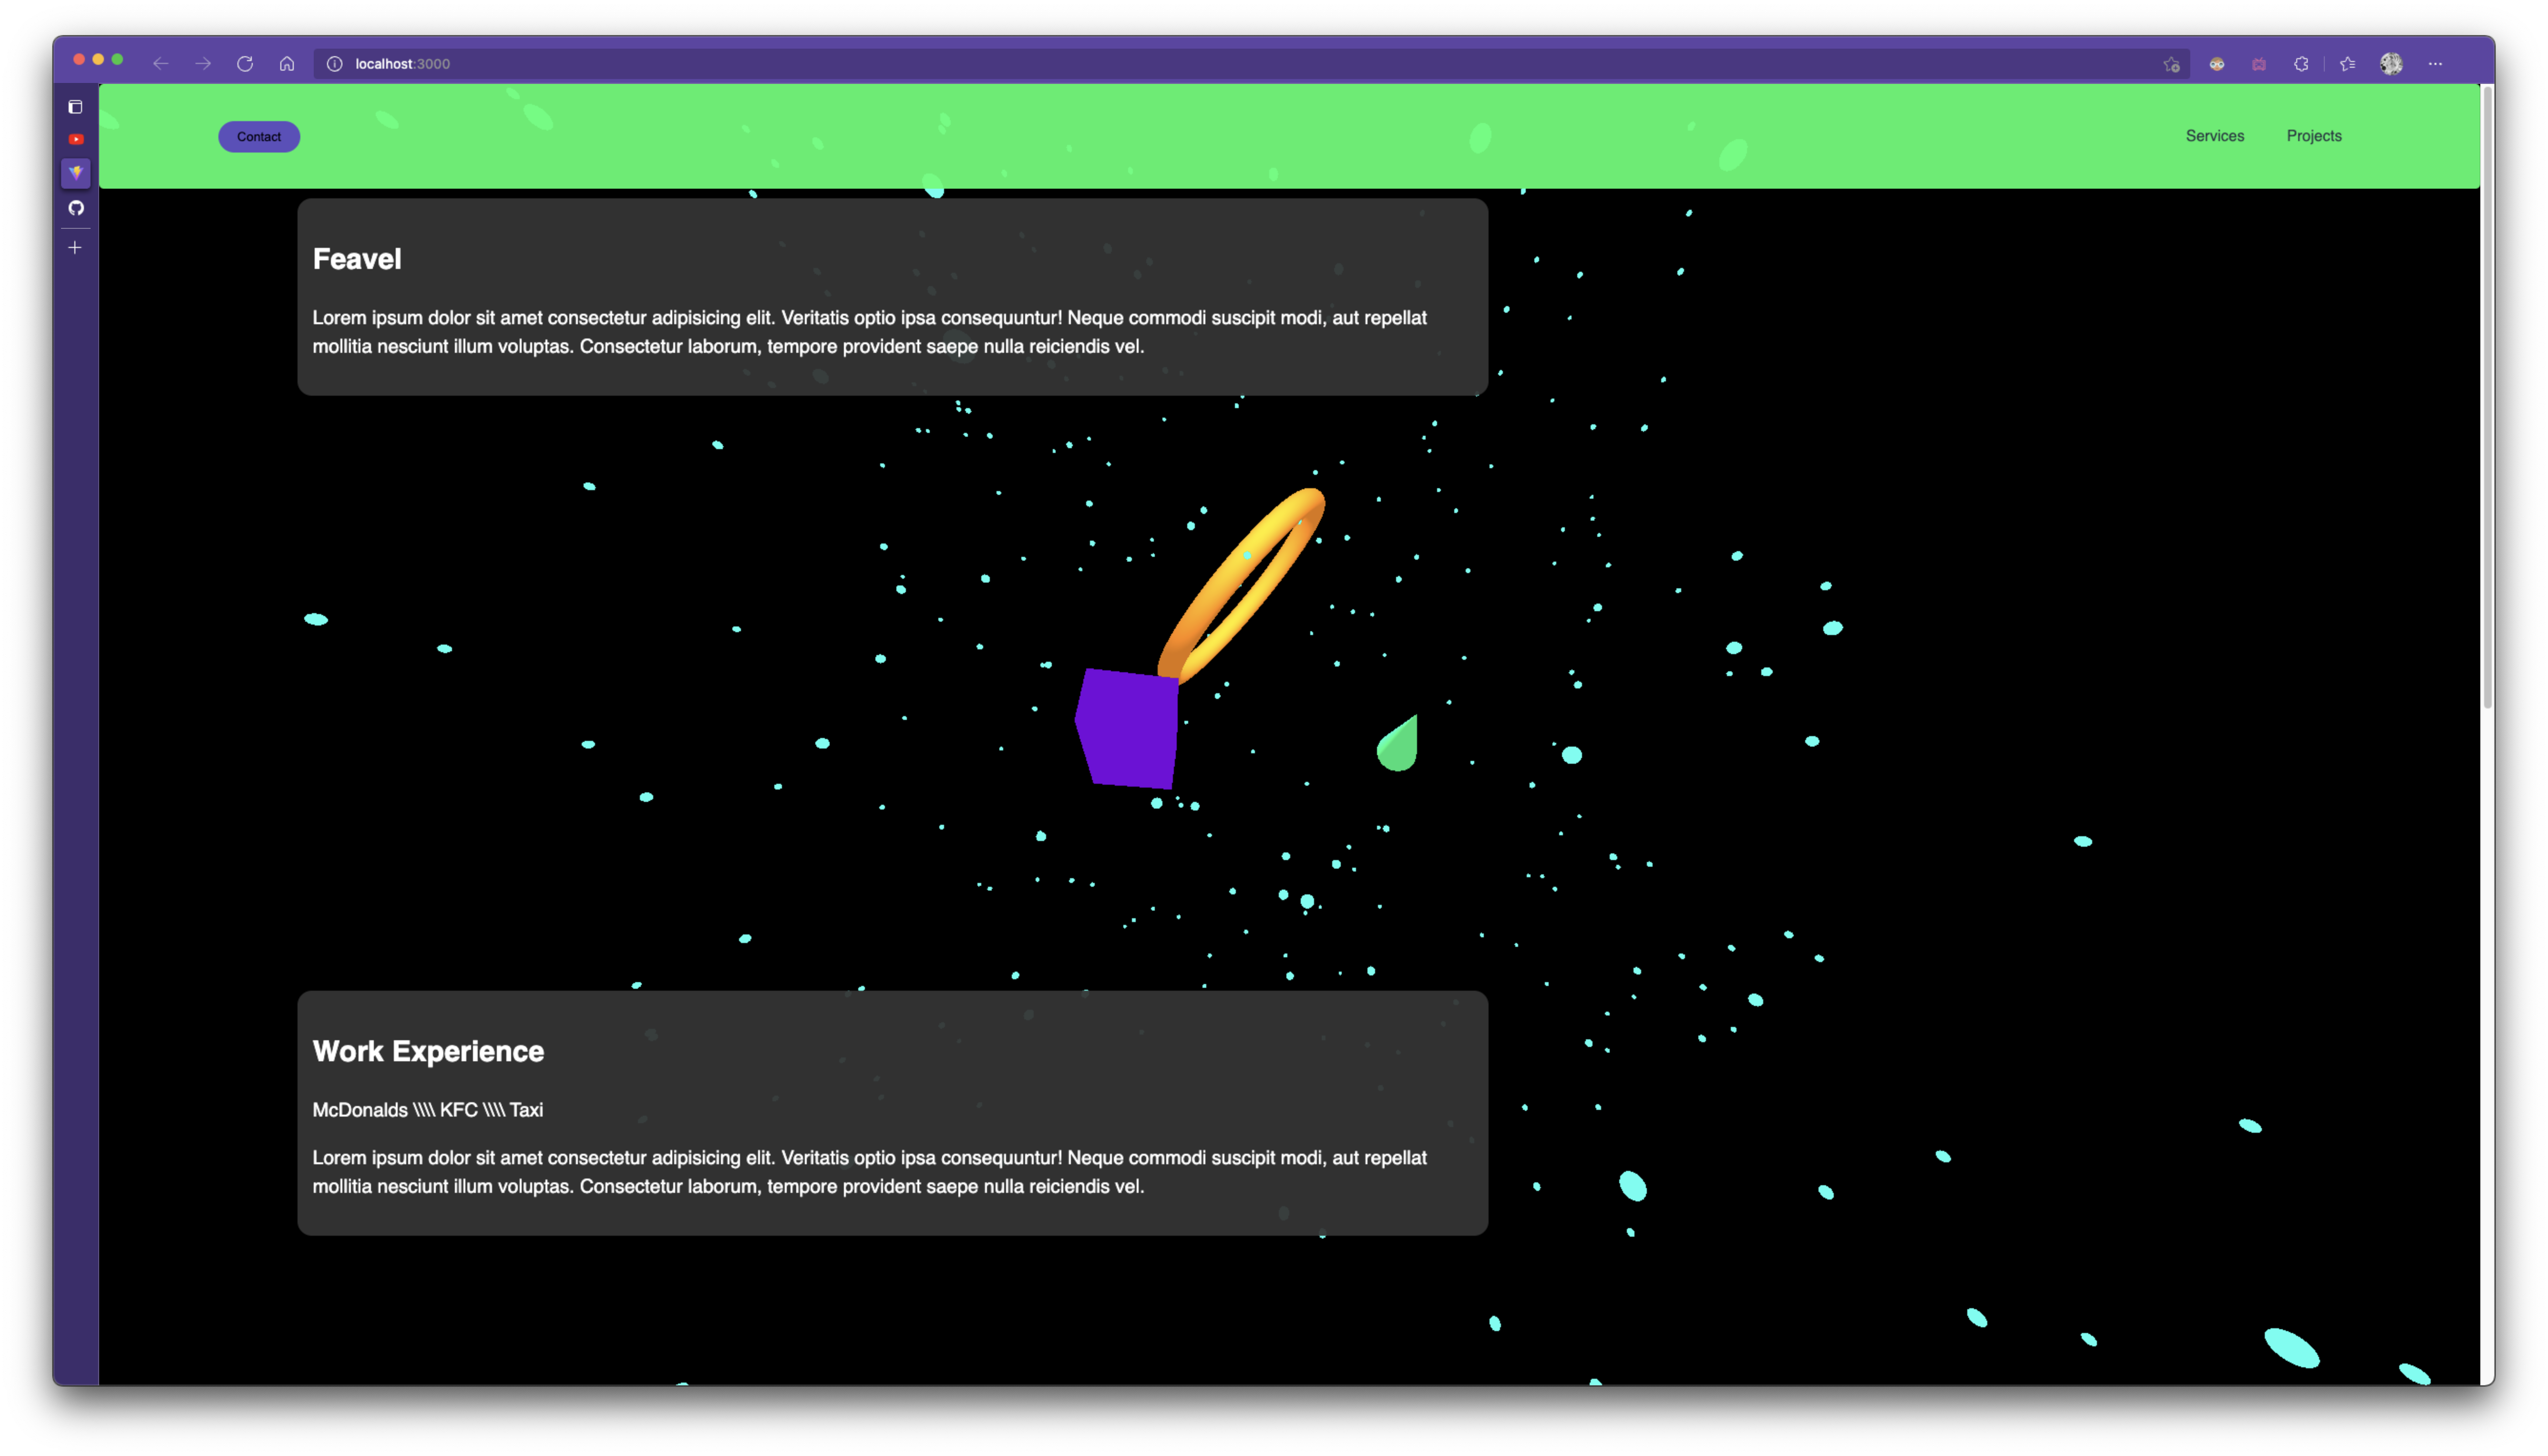 localhost:3000
Contact
Services
Projects
Feavel
Lorem ipsum dolor sit amet consectetur adipisicing elit. Veritatis optio ipsa consequuntur! Neque commodi suscipit modi, aut repellat
mollitia nesciunt illum voluptas. Consectetur laborum, tempore provident saepe nulla reiciendis vel.
Work Experience
McDonalds \\\\ KFC \\\\ Taxi
Lorem ipsum dolor sit amet consectetur adipisicing elit. Veritatis optio ipsa consequuntur! Neque commodi suscipit modi, aut repellat
mollitia nesciunt illum voluptas. Consectetur laborum, tempore provident saepe nulla reiciendis vel.